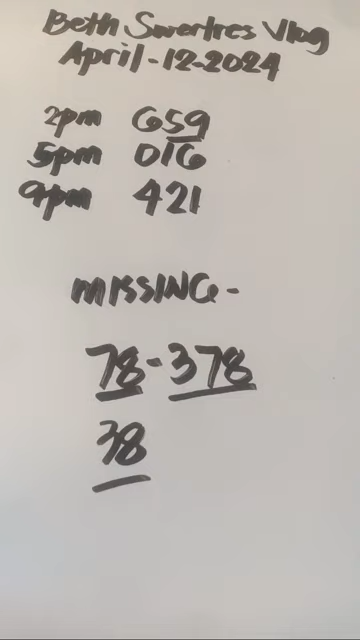 Beth Swertres Vlog
April-12-2024
2pm 659
5pm 016
9pm 421
MISSING-
78-378
38